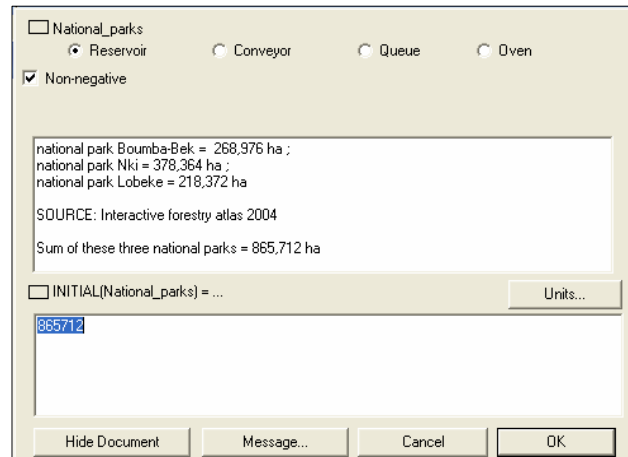 National_parks
Reservoir Conveyor Queue Oven
Non-negative
national park Boumba-Bek = 268,976 ha ;
national park Nki = 378,364 ha ;
national park Lobeke = 218,372 ha
SOURCE: Interactive forestry atlas 2004
Sum of these three national parks = 865,712 ha
INITIAL(National_parks) = ...
Units...
865712
Hide Document Message... Cancel OK